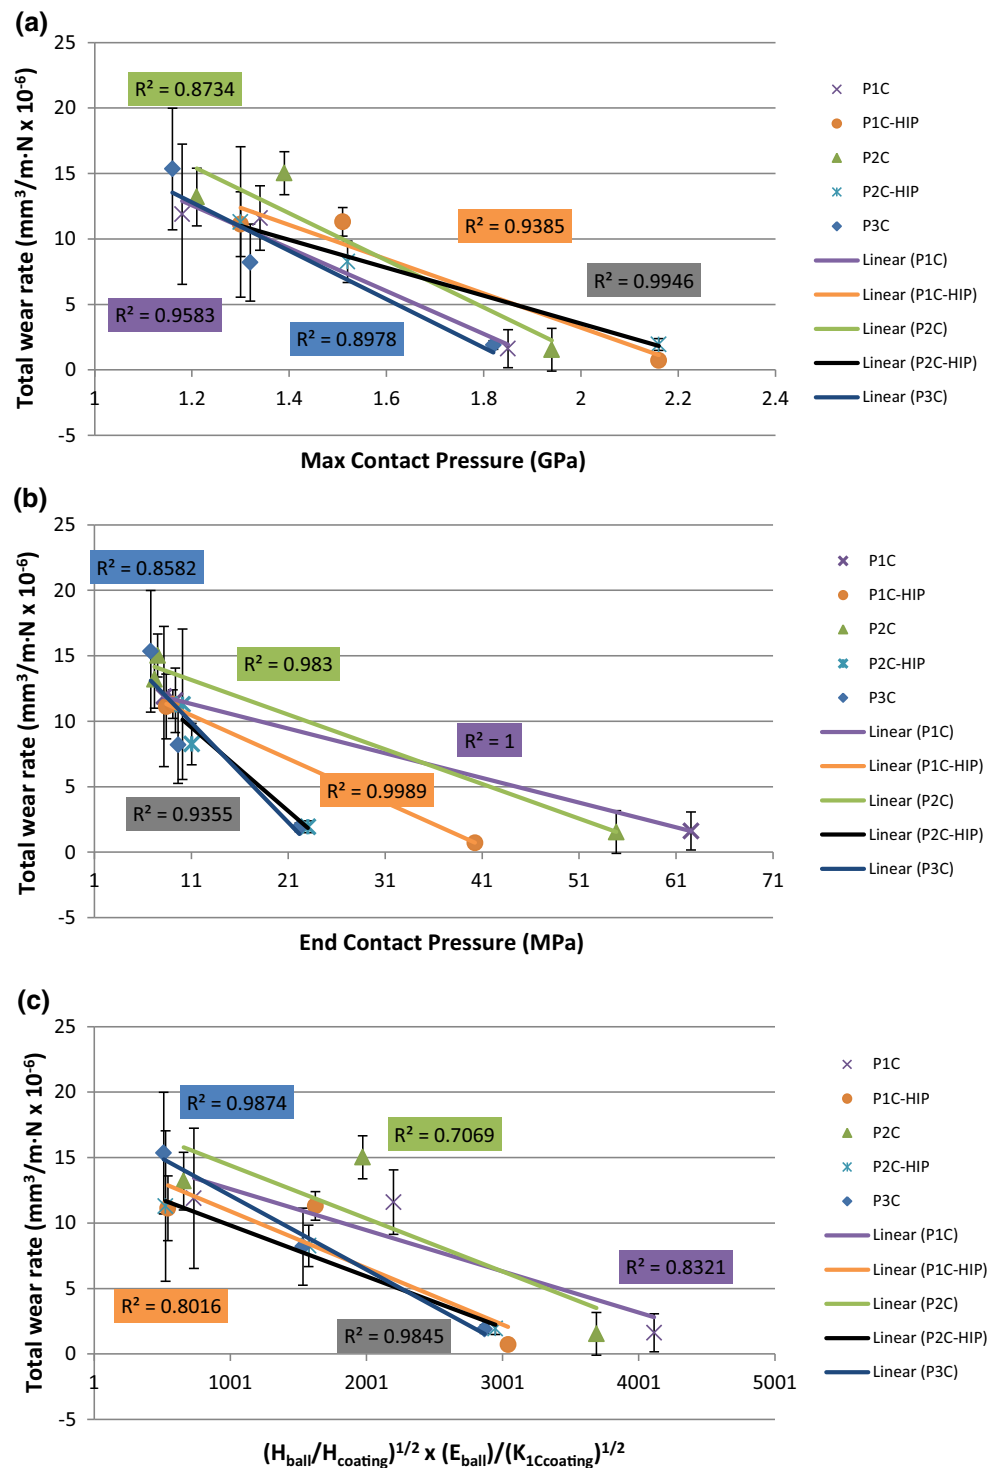 (a)
25
20
15
10
5
0
-5
Total wear rate (mm³/m·N x 10⁻⁶)
R² = 0.8734
R² = 0.9385
R² = 0.9946
R² = 0.9583
R² = 0.8978
1 1.2 1.4 1.6 1.8 2 2.2 2.4
Max Contact Pressure (GPa)
P1C
P1C-HIP
P2C
P2C-HIP
P3C
Linear (P1C)
Linear (P1C-HIP)
Linear (P2C)
Linear (P2C-HIP)
Linear (P3C)
(b)
25
20
15
10
5
0
-5
Total wear rate (mm³/m·N x 10⁻⁶)
R² = 0.8582
R² = 0.983
R² = 1
R² = 0.9989
R² = 0.9355
1 11 21 31 41 51 61 71
End Contact Pressure (MPa)
P1C
P1C-HIP
P2C
P2C-HIP
P3C
Linear (P1C)
Linear (P1C-HIP)
Linear (P2C)
Linear (P2C-HIP)
Linear (P3C)
(c)
25
20
15
10
5
0
-5
Total wear rate (mm³/m·N x 10⁻⁶)
R² = 0.9874
R² = 0.7069
R² = 0.8321
R² = 0.8016
R² = 0.9845
1 1001 2001 3001 4001 5001
(H_ball/H_coating)^1/2 x (E_ball)/(K_1Ccoating)^1/2
P1C
P1C-HIP
P2C
P2C-HIP
P3C
Linear (P1C)
Linear (P1C-HIP)
Linear (P2C)
Linear (P2C-HIP)
Linear (P3C)